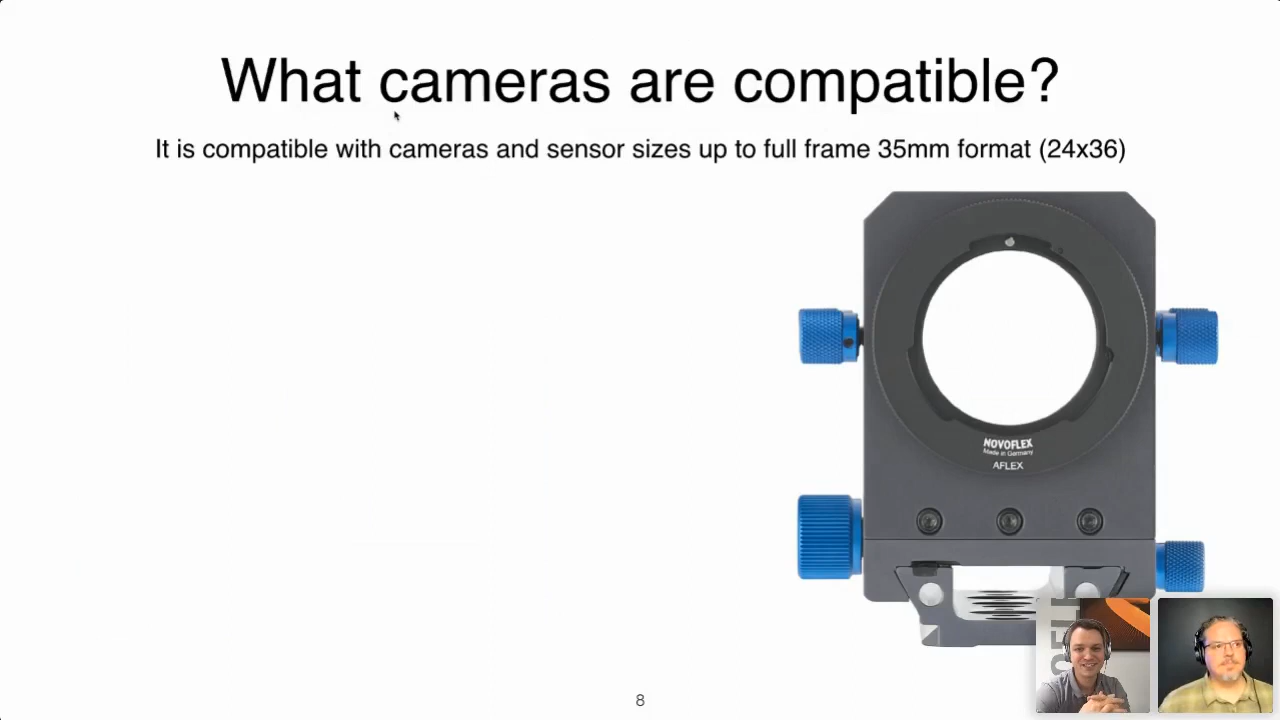 What cameras are compatible?
It is compatible with cameras and sensor sizes up to full frame 35mm format (24x36)
NOVOFLEX
Made in Germany
AFLEX
8